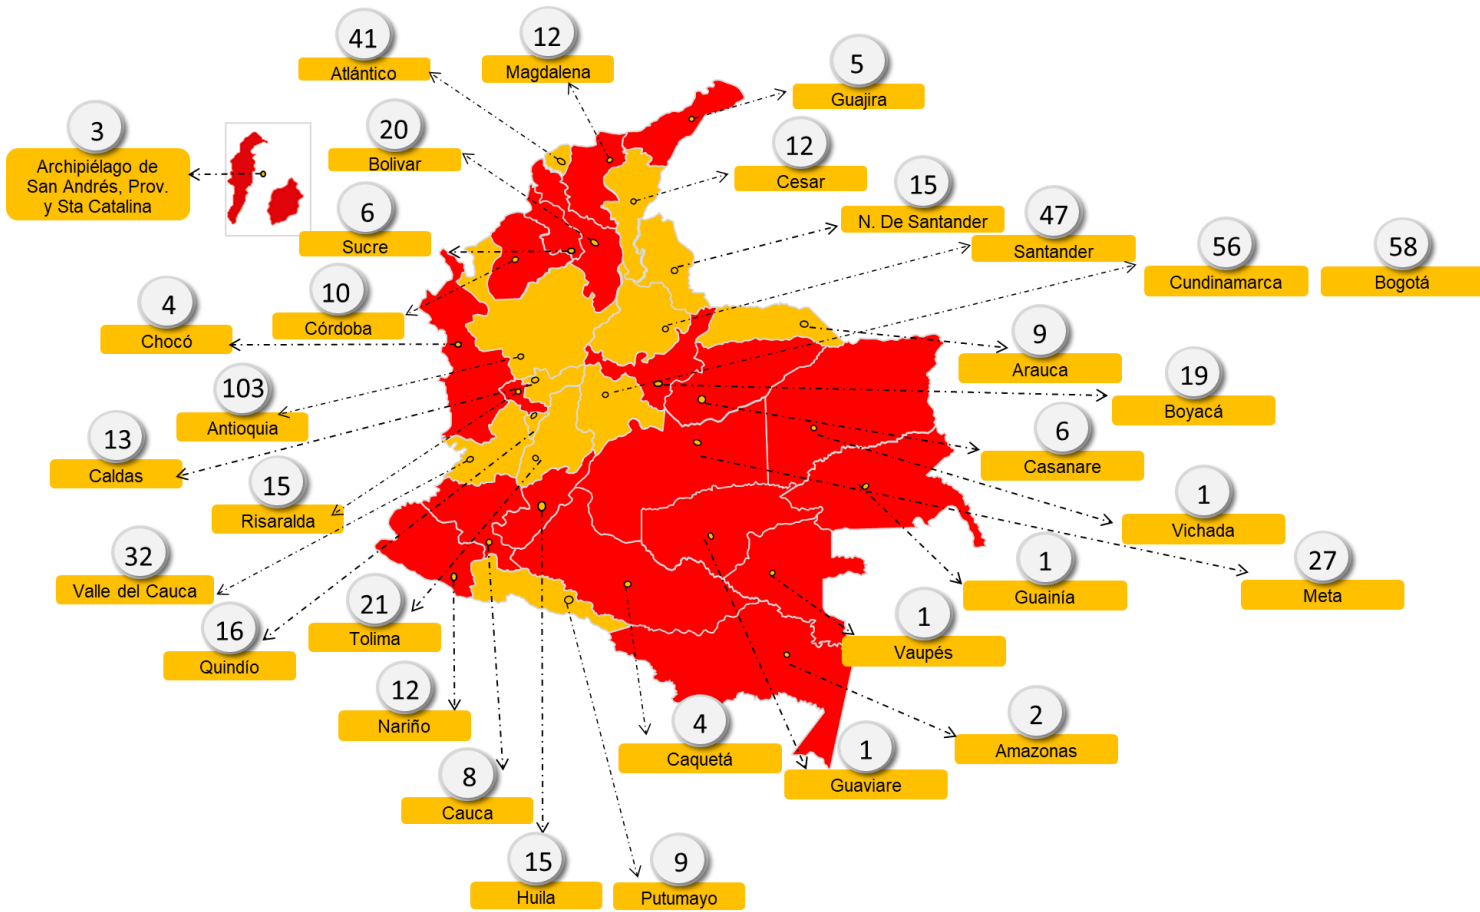 41
Atlántico
12
Magdalena
5
Guajira
3
Archipiélago de
San Andrés, Prov.
y Sta Catalina
20
Bolivar
12
Cesar
15
N. De Santander
6
Sucre
47
Santander
56
Cundinamarca
58
Bogotá
10
Córdoba
4
Chocó
9
Arauca
103
Antioquia
19
Boyacá
13
Caldas
6
Casanare
15
Risaralda
1
Vichada
32
Valle del Cauca
1
Guainía
27
Meta
16
Quindío
21
Tolima
1
Vaupés
12
Nariño
4
Caquetá
2
Amazonas
8
Cauca
1
Guaviare
15
Huila
9
Putumayo